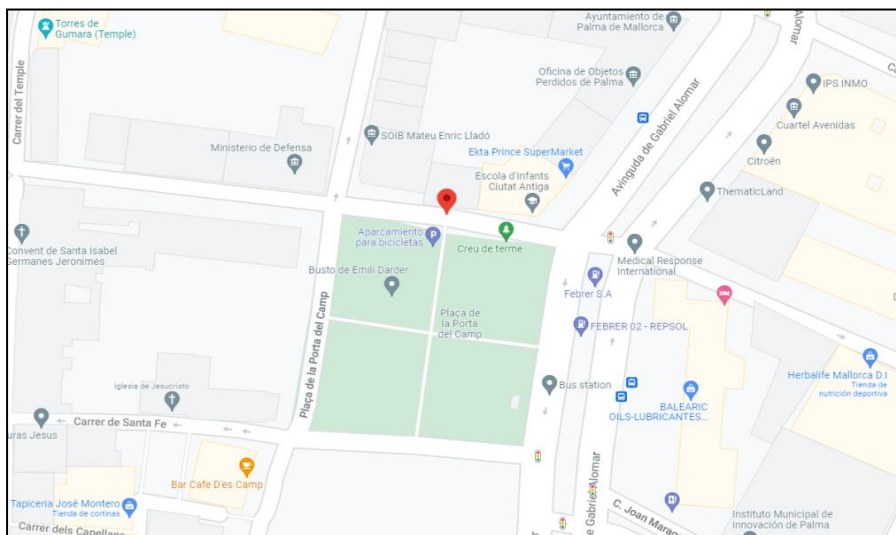 Torres de
Gumara (Temple)
Ayuntamiento de
Palma de Mallorca
Alomar
Oficina de Objetos
Perdidos de Palma
IPS INMO
Carrer del Temple
Avinguda de Gabriel Alomar
Cuartel Avenidas
SOIB Mateu Enric Lladó
Ministerio de Defensa
Ekta Prince SuperMarket
Citroën
Escola d'Infants
Ciutat Antiga
ThematicLand
Aparcamiento
para bicicletas
P
Creu de terme
Convent de Santa Isabel
Germanes Jeronimes
Medical Response
International
Busto de Emili Darder
Febrer S.A
Plaça de
la Porta
del Camp
Plaça de la Porta del Camp
FEBRER 02 - REPSOL
Herbalife Mallorca D.I
Tienda de
nutrición deportiva
Iglesia de Jesucristo
Bus station
BALEARIC
OILS-LUBRICANTES...
uras Jesus
Carrer de Santa Fe
Bar Cafe D'es Camp
Tapiceria José Montero
Tienda de cortinas
e Gabriel Alomar
C. Joan Maraga
Carrer dels Capellans
Instituto Municipal de
Innovación de Palma